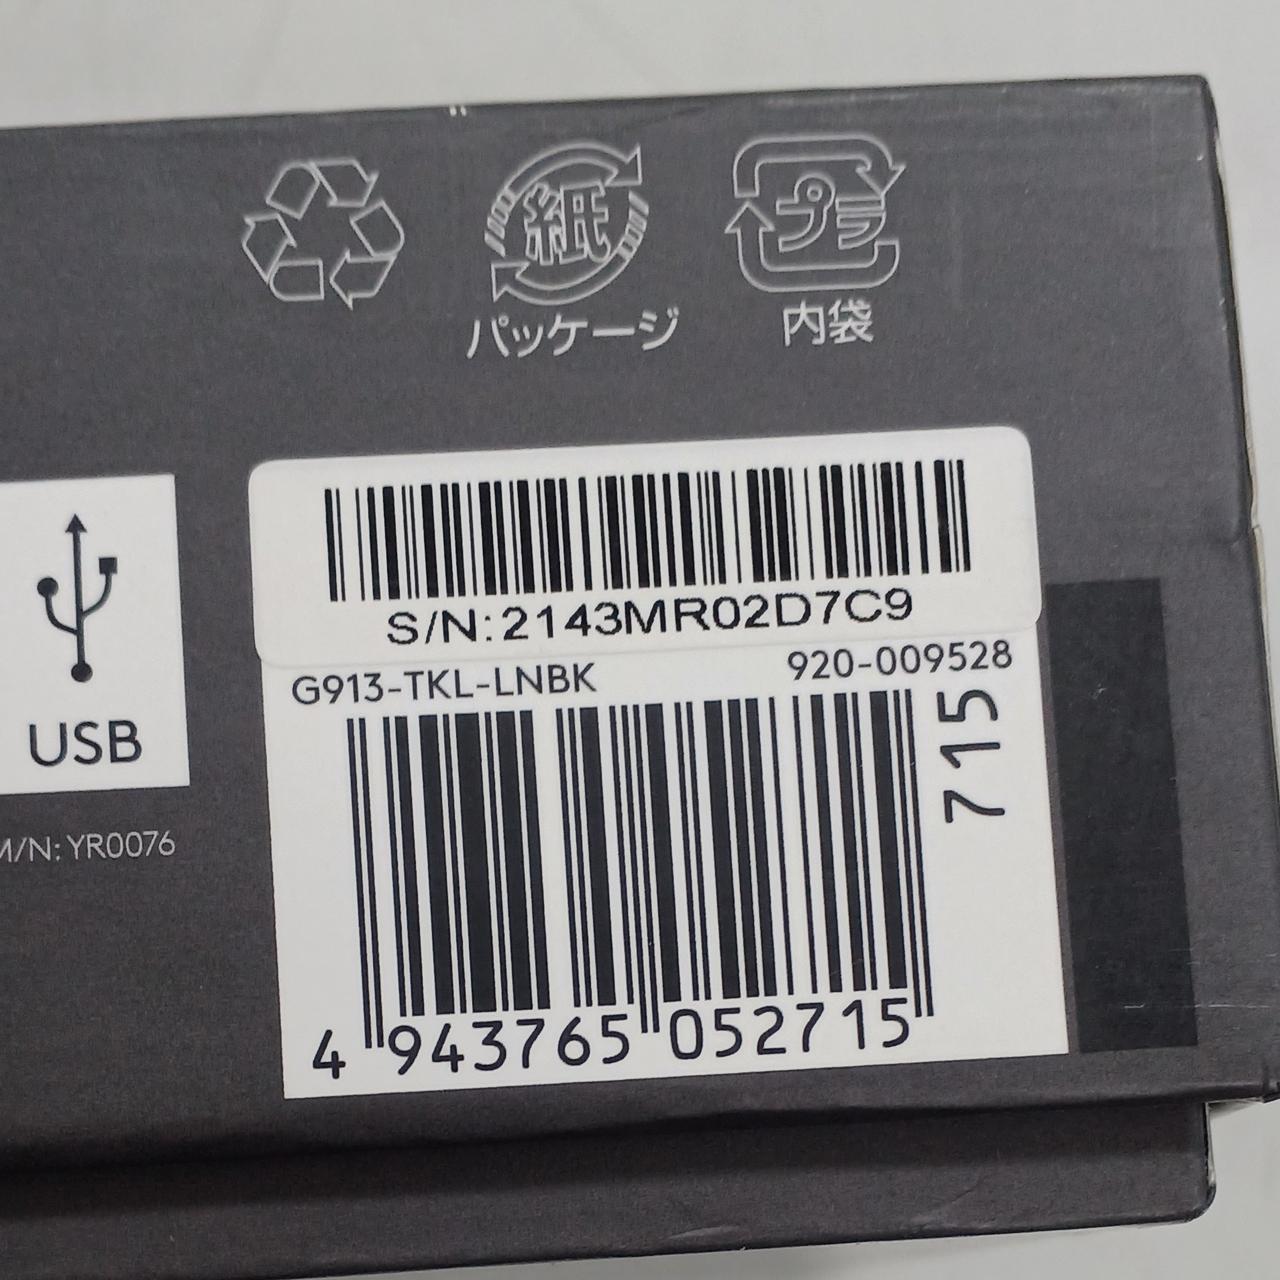 紙
プラ
パッケージ
内袋
S/N:2143MR02D7C9
G913-TKL-LNBK
920-009528
715
USB
M/N: YR0076
4 943765 052715